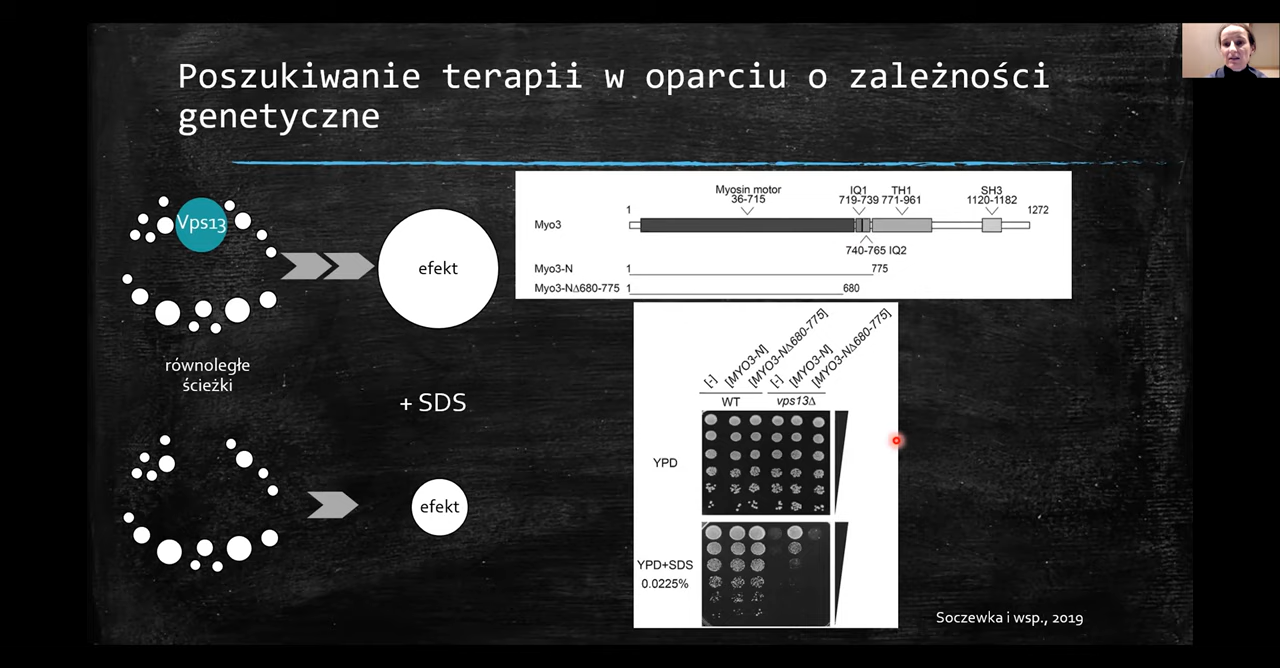 Poszukiwanie terapii w oparciu o zależności
genetyczne
Vps13
efekt
równoległe
ścieżki
+ SDS
efekt
Myosin motor
36-715
IQ1
719-739
TH1
771-961
SH3
1120-1182
1
1272
Myo3
740-765 IQ2
Myo3-N
1
775
Myo3-NΔ680-775
1
680
[-]
[MYO3-N]
[MYO3-NΔ680-775]
[-]
[MYO3-N]
[MYO3-NΔ680-775]
WT
vps13Δ
YPD
YPD+SDS
0.0225%
Soczewka i wsp., 2019